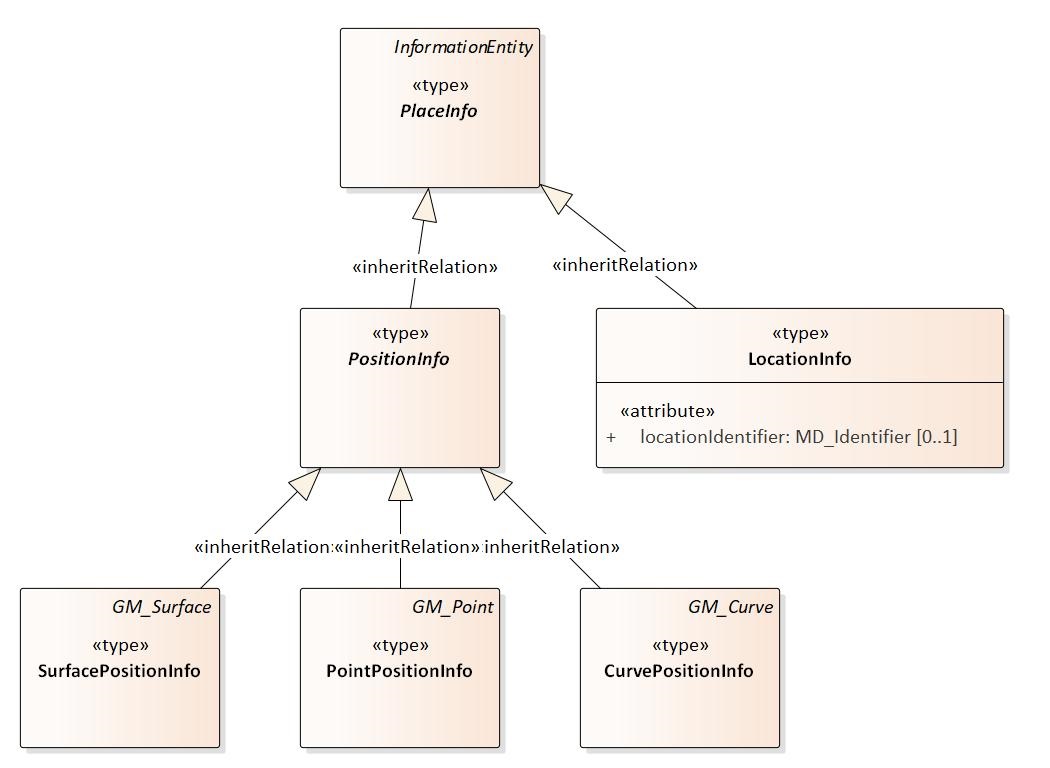 InformationEntity
«type»
PlaceInfo
«inheritRelation»
«inheritRelation»
«type»
PositionInfo
«type»
LocationInfo
«attribute»
+ locationIdentifier: MD_Identifier [0..1]
«inheritRelation:«inheritRelation»:inheritRelation»
GM_Surface
«type»
SurfacePositionInfo
GM_Point
«type»
PointPositionInfo
GM_Curve
«type»
CurvePositionInfo